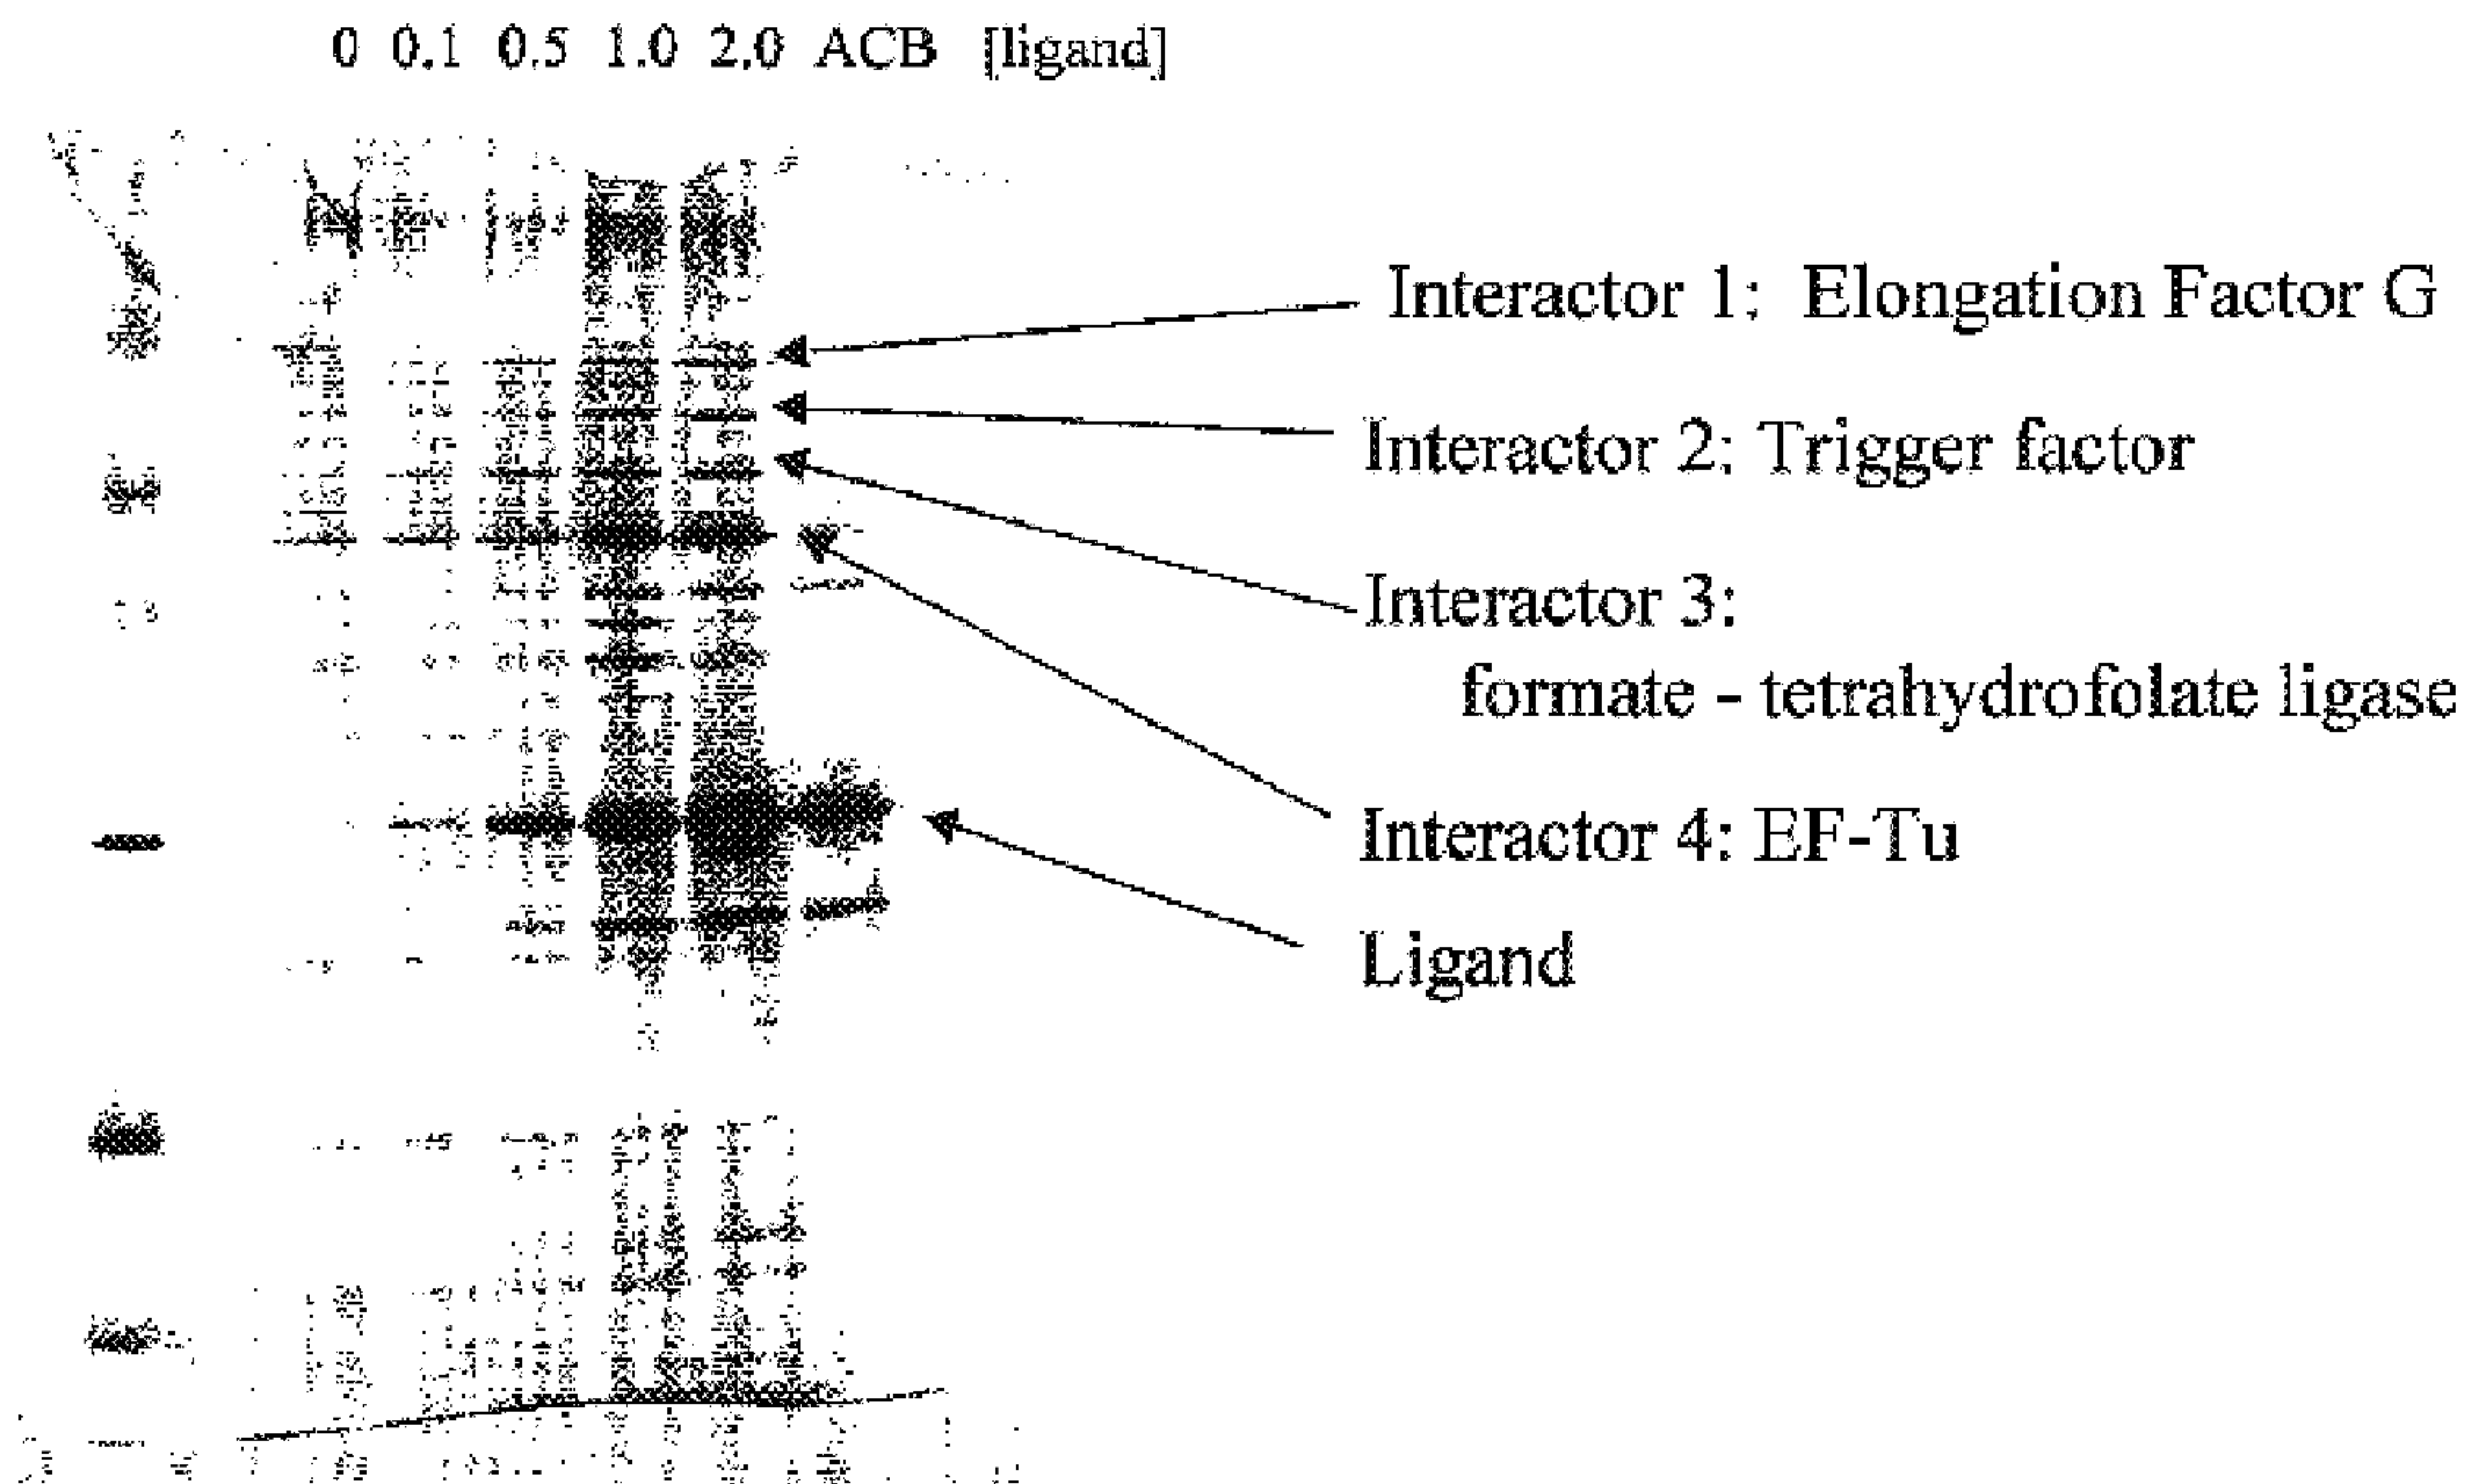 0 0.1 0.5 1.0 2.0 ACB [ligand]
Interactor 1: Elongation Factor G
Interactor 2: Trigger factor
Interactor 3:
formate - tetrahydrofolate ligase
Interactor 4: EF-Tu
Ligand